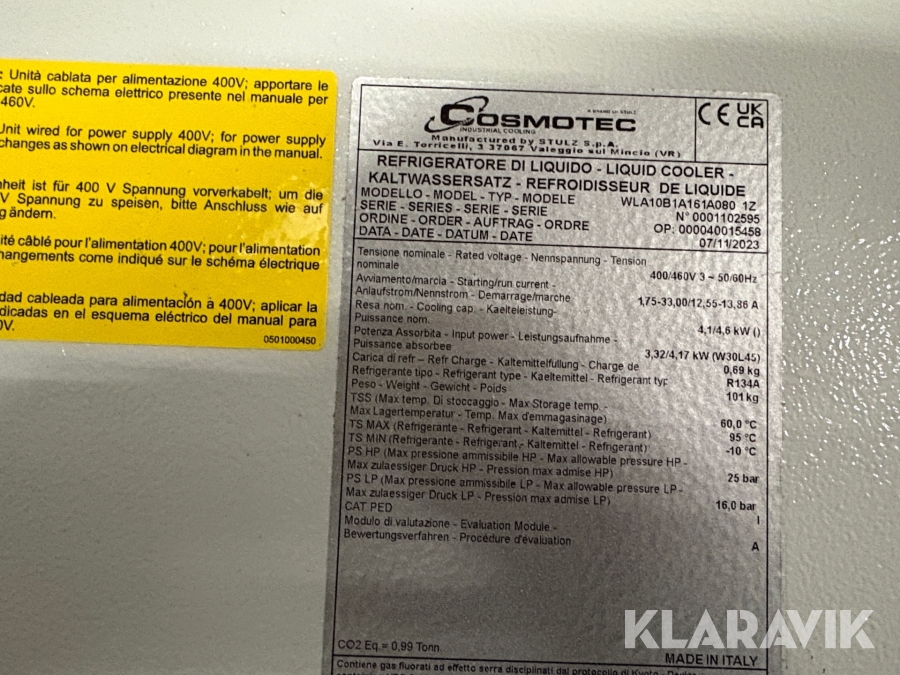 : Unità cablata per alimentazione 400V; apportare le
cate sullo schema elettrico presente nel manuale per
460V.
Unit wired for power supply 400V; for power supply
changes as shown on electrical diagram in the manual.
nheit ist für 400 V Spannung vorverkabelt; um die
V Spannung zu speisen, bitte Anschluss wie auf
g ändern.
ité câblé pour l'alimentation 400V; pour l'alimentation
hangements come indiqué sur le schéma électrique
dad cableada para alimentación à 400V; aplicar la
dicadas en el esquema eléctrico del manual para
0V.
0501000450
A BRAND OF STULZ
COSMOTEC
INDUSTRIAL COOLING
Manufactured by STULZ S.p.A.
Via E. Torricelli, 3 37067 Valeggio sul Mincio (VR)
CE UK CA
REFRIGERATORE DI LIQUIDO - LIQUID COOLER -
KALTWASSERSATZ - REFROIDISSEUR DE LIQUIDE
MODELLO - MODEL - TYP - MODELE WLA10B1A161A080 1Z
SERIE - SERIES - SERIE - SERIE N° 0001102595
ORDINE - ORDER - AUFTRAG - ORDRE OP: 000040015458
DATA - DATE - DATUM - DATE 07/11/2023
Tensione nominale - Rated voltage - Nennspannung - Tension
nominale 400/460V 3 ~ 50/60Hz
Avviamento/marcia - Starting/run current -
Anlaufstrom/Nennstrom - Demarrage/marche 1,75-33,00/12,55-13,86 A
Resa nom. - Cooling cap. - Kaelteleistung-
Puissance nom. 4,1/4,6 kW ()
Potenza Assorbita - Input power - Leistungsaufnahme -
Puissance absorbee 3,32/4,17 kW (W30L45)
Carica di refr – Refr Charge - Kaltemittelfullung - Charge de 0,69 kg
Refrigerante tipo - Refrigerant type - Kaeltemittel - Refrigerant typ R134A
Peso - Weight - Gewicht - Poids 101 kg
TSS (Max temp. Di stoccaggio - Max Storage temp. -
Max Lagertemperatur - Temp. Max d'emmagasinage) 60,0 °C
TS MAX (Refrigerante - Refrigerant - Kaltemittel - Refrigerant) 95 °C
TS MIN (Refrigerante - Refrigerant - Kaltemittel - Refrigerant) -10 °C
PS HP (Max pressione ammissibile HP - Max allowable pressure HP -
Max zulaessiger Druck HP - Pression max admise HP) 25 bar
PS LP (Max pressione ammissibile LP - Max allowable pressure LP -
Max zulaessiger Druck LP - Pression max admise LP) 16,0 bar
CAT PED I
Modulo di valutazione - Evaluation Module -
Bewertungsverfahren - Procedure d'évaluation A
CO2 Eq.= 0,99 Tonn
MADE IN ITALY
Contiene gas fluorati ad effetto serra disciplinati dal protocollo di Kyoto
KLARAVIK